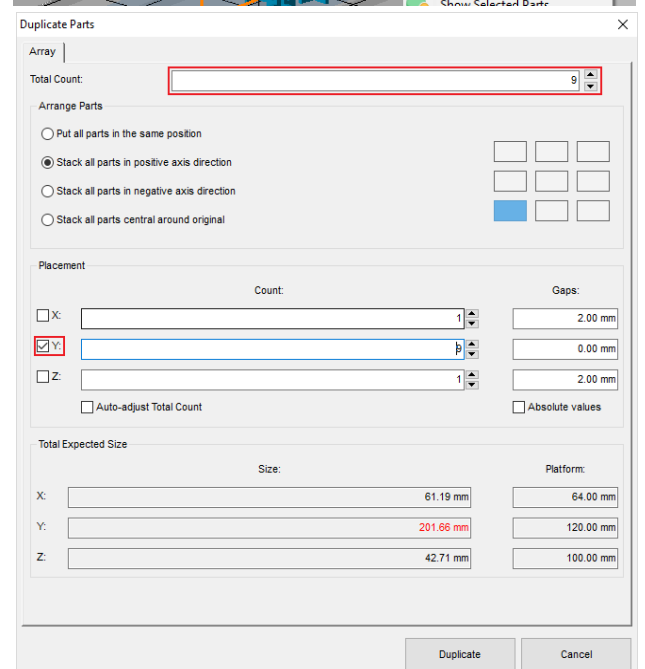 Show Selected Parts
Duplicate Parts
Array
Total Count: 9
Arrange Parts
Put all parts in the same position
Stack all parts in positive axis direction
Stack all parts in negative axis direction
Stack all parts central around original
Placement
Count: Gaps:
X: 1 2.00 mm
Y: 9 0.00 mm
Z: 1 2.00 mm
Auto-adjust Total Count Absolute values
Total Expected Size
Size: Platform:
X: 61.19 mm 64.00 mm
Y: 201.66 mm 120.00 mm
Z: 42.71 mm 100.00 mm
Duplicate Cancel